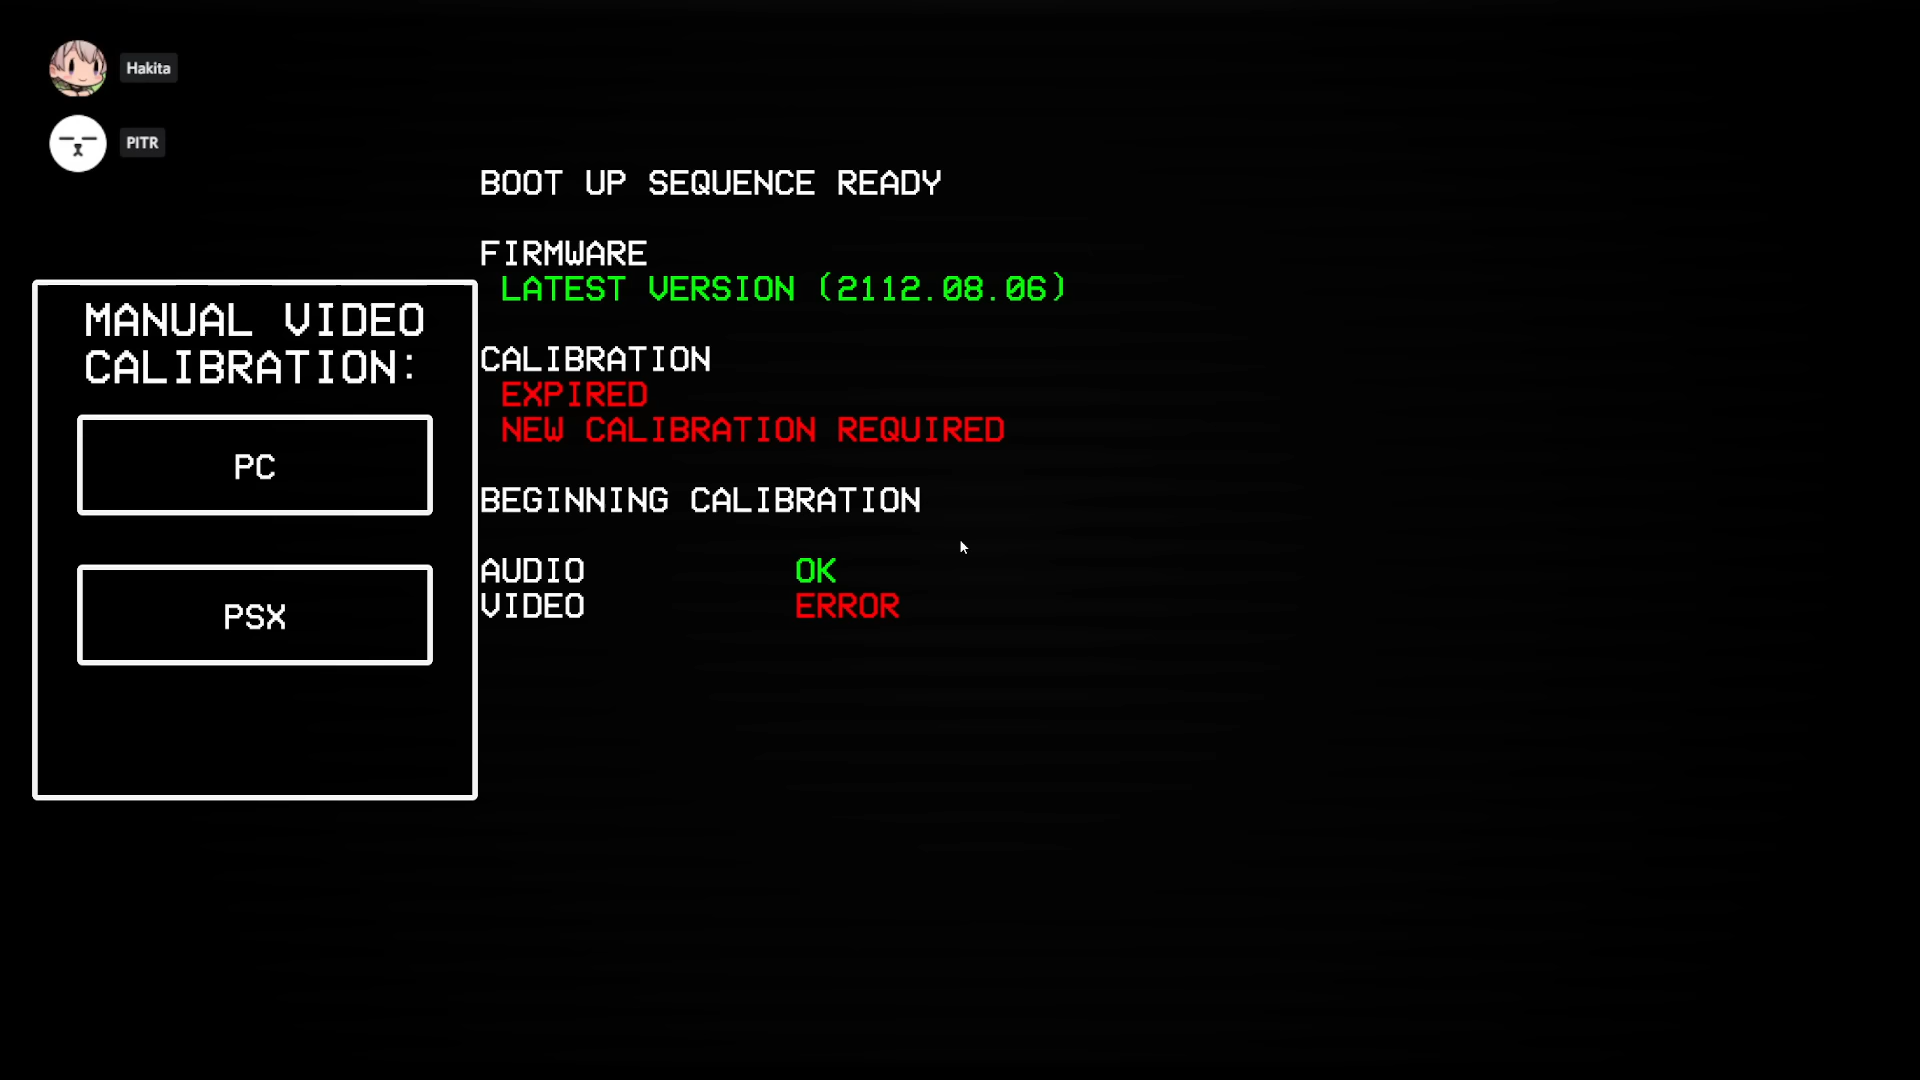 Hakita
PITR
BOOT UP SEQUENCE READY
FIRMWARE
LATEST VERSION (2112.08.06)
MANUAL VIDEO
CALIBRATION:
PC
PSX
CALIBRATION
EXPIRED
NEW CALIBRATION REQUIRED
BEGINNING CALIBRATION
AUDIO OK
VIDEO ERROR